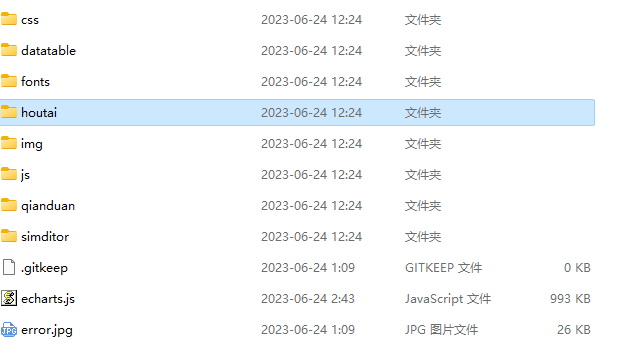 css 2023-06-24 12:24 文件夹
datatable 2023-06-24 12:24 文件夹
fonts 2023-06-24 12:24 文件夹
houtai 2023-06-24 12:24 文件夹
img 2023-06-24 12:24 文件夹
js 2023-06-24 12:24 文件夹
qianduan 2023-06-24 12:24 文件夹
simditor 2023-06-24 12:24 文件夹
.gitkeep 2023-06-24 1:09 GITKEEP 文件 0 KB
echarts.js 2023-06-24 2:43 JavaScript 文件 993 KB
JPG error.jpg 2023-06-24 1:09 JPG 图片文件 26 KB